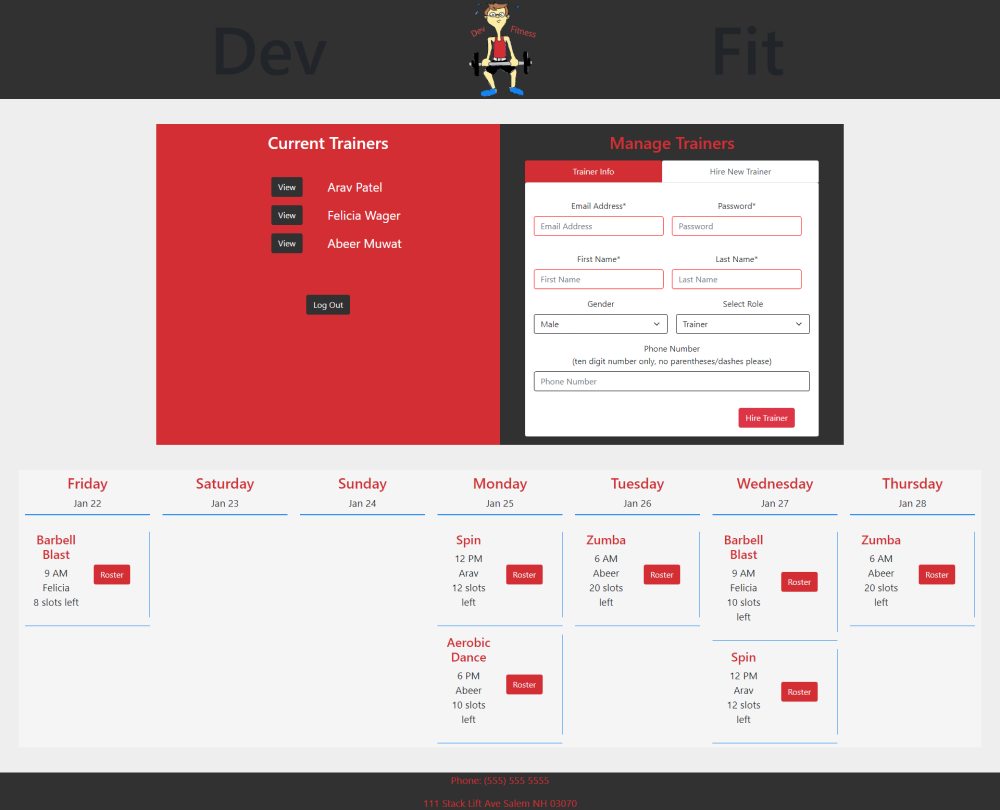 Dev
Dev Fitness
Fit
Current Trainers
View Arav Patel
View Felicia Wager
View Abeer Muwat
Log Out
Manage Trainers
Trainer Info
Hire New Trainer
Email Address*
Password*
Email Address
Password
First Name*
Last Name*
First Name
Last Name
Gender
Select Role
Male
Trainer
Phone Number
(ten digit number only, no parentheses/dashes please)
Phone Number
Hire Trainer
Friday
Jan 22
Barbell
Blast
9 AM
Felicia
8 slots left
Roster
Saturday
Jan 23
Sunday
Jan 24
Monday
Jan 25
Spin
12 PM
Arav
12 slots
left
Roster
Aerobic
Dance
6 PM
Abeer
10 slots
left
Roster
Tuesday
Jan 26
Zumba
6 AM
Abeer
20 slots
left
Roster
Wednesday
Jan 27
Barbell
Blast
9 AM
Felicia
10 slots
left
Roster
Spin
12 PM
Arav
12 slots
left
Roster
Thursday
Jan 28
Zumba
6 AM
Abeer
20 slots
left
Roster
Phone: (555) 555 5555
111 Stack Lift Ave Salem NH 03070